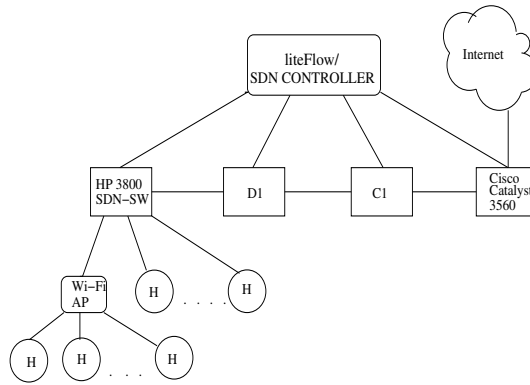 liteFlow/
SDN CONTROLLER
Internet
HP 3800
SDN-SW
D1
C1
Cisco
Catalyst
3560
Wi-Fi
AP
H
. . . .
H
H
H
. . .
H